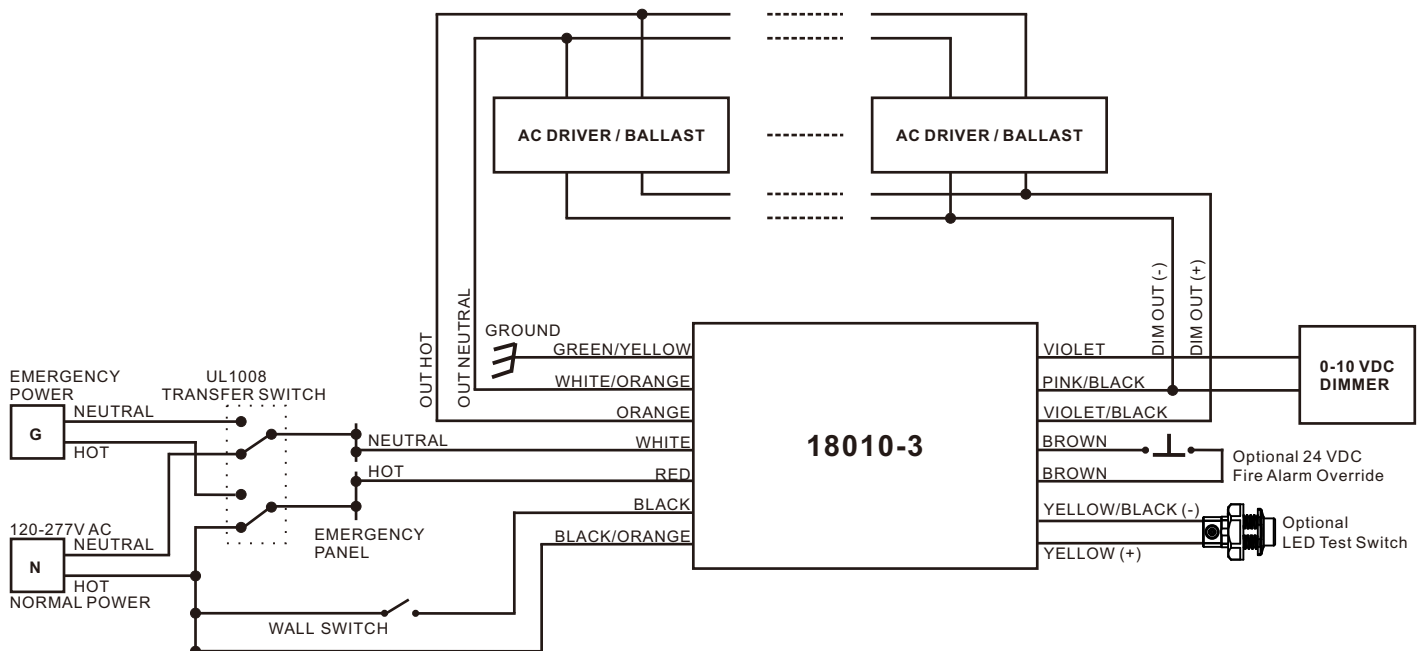 AC DRIVER / BALLAST
AC DRIVER / BALLAST
OUT HOT
OUT NEUTRAL
DIM OUT (-)
DIM OUT (+)
GROUND
GREEN/YELLOW
WHITE/ORANGE
ORANGE
WHITE
RED
BLACK
BLACK/ORANGE
18010-3
VIOLET
PINK/BLACK
VIOLET/BLACK
BROWN
BROWN
YELLOW/BLACK (-)
YELLOW (+)
0-10 VDC
DIMMER
Optional 24 VDC
Fire Alarm Override
Optional
LED Test Switch
EMERGENCY
POWER
G
NEUTRAL
HOT
UL1008
TRANSFER SWITCH
NEUTRAL
HOT
EMERGENCY
PANEL
120-277V AC
NEUTRAL
N
HOT
NORMAL POWER
WALL SWITCH